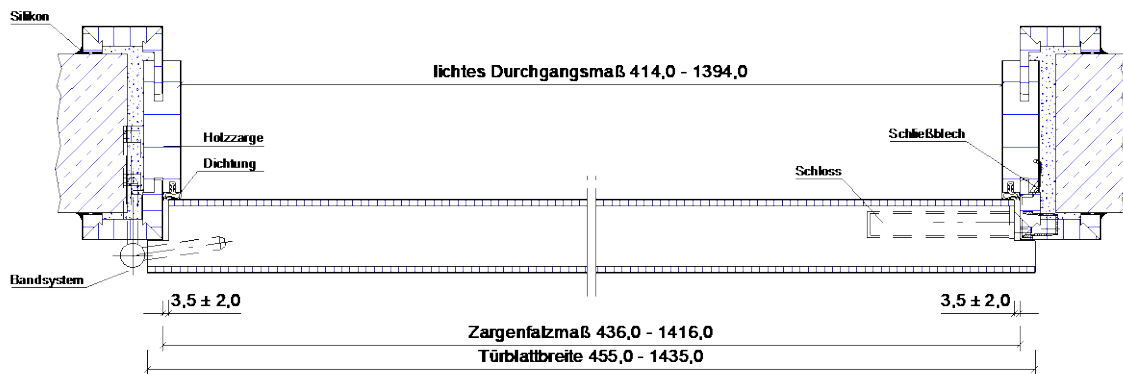 Silikon
lichtes Durchgangsmaß 414,0 - 1394,0
Holzzarge
Schließblech
Dichtung
Schloss
Bandsystem
3,5 ± 2,0
3,5 ± 2,0
Zargenfalzmaß 436,0 - 1416,0
Türblattbreite 455,0 - 1435,0